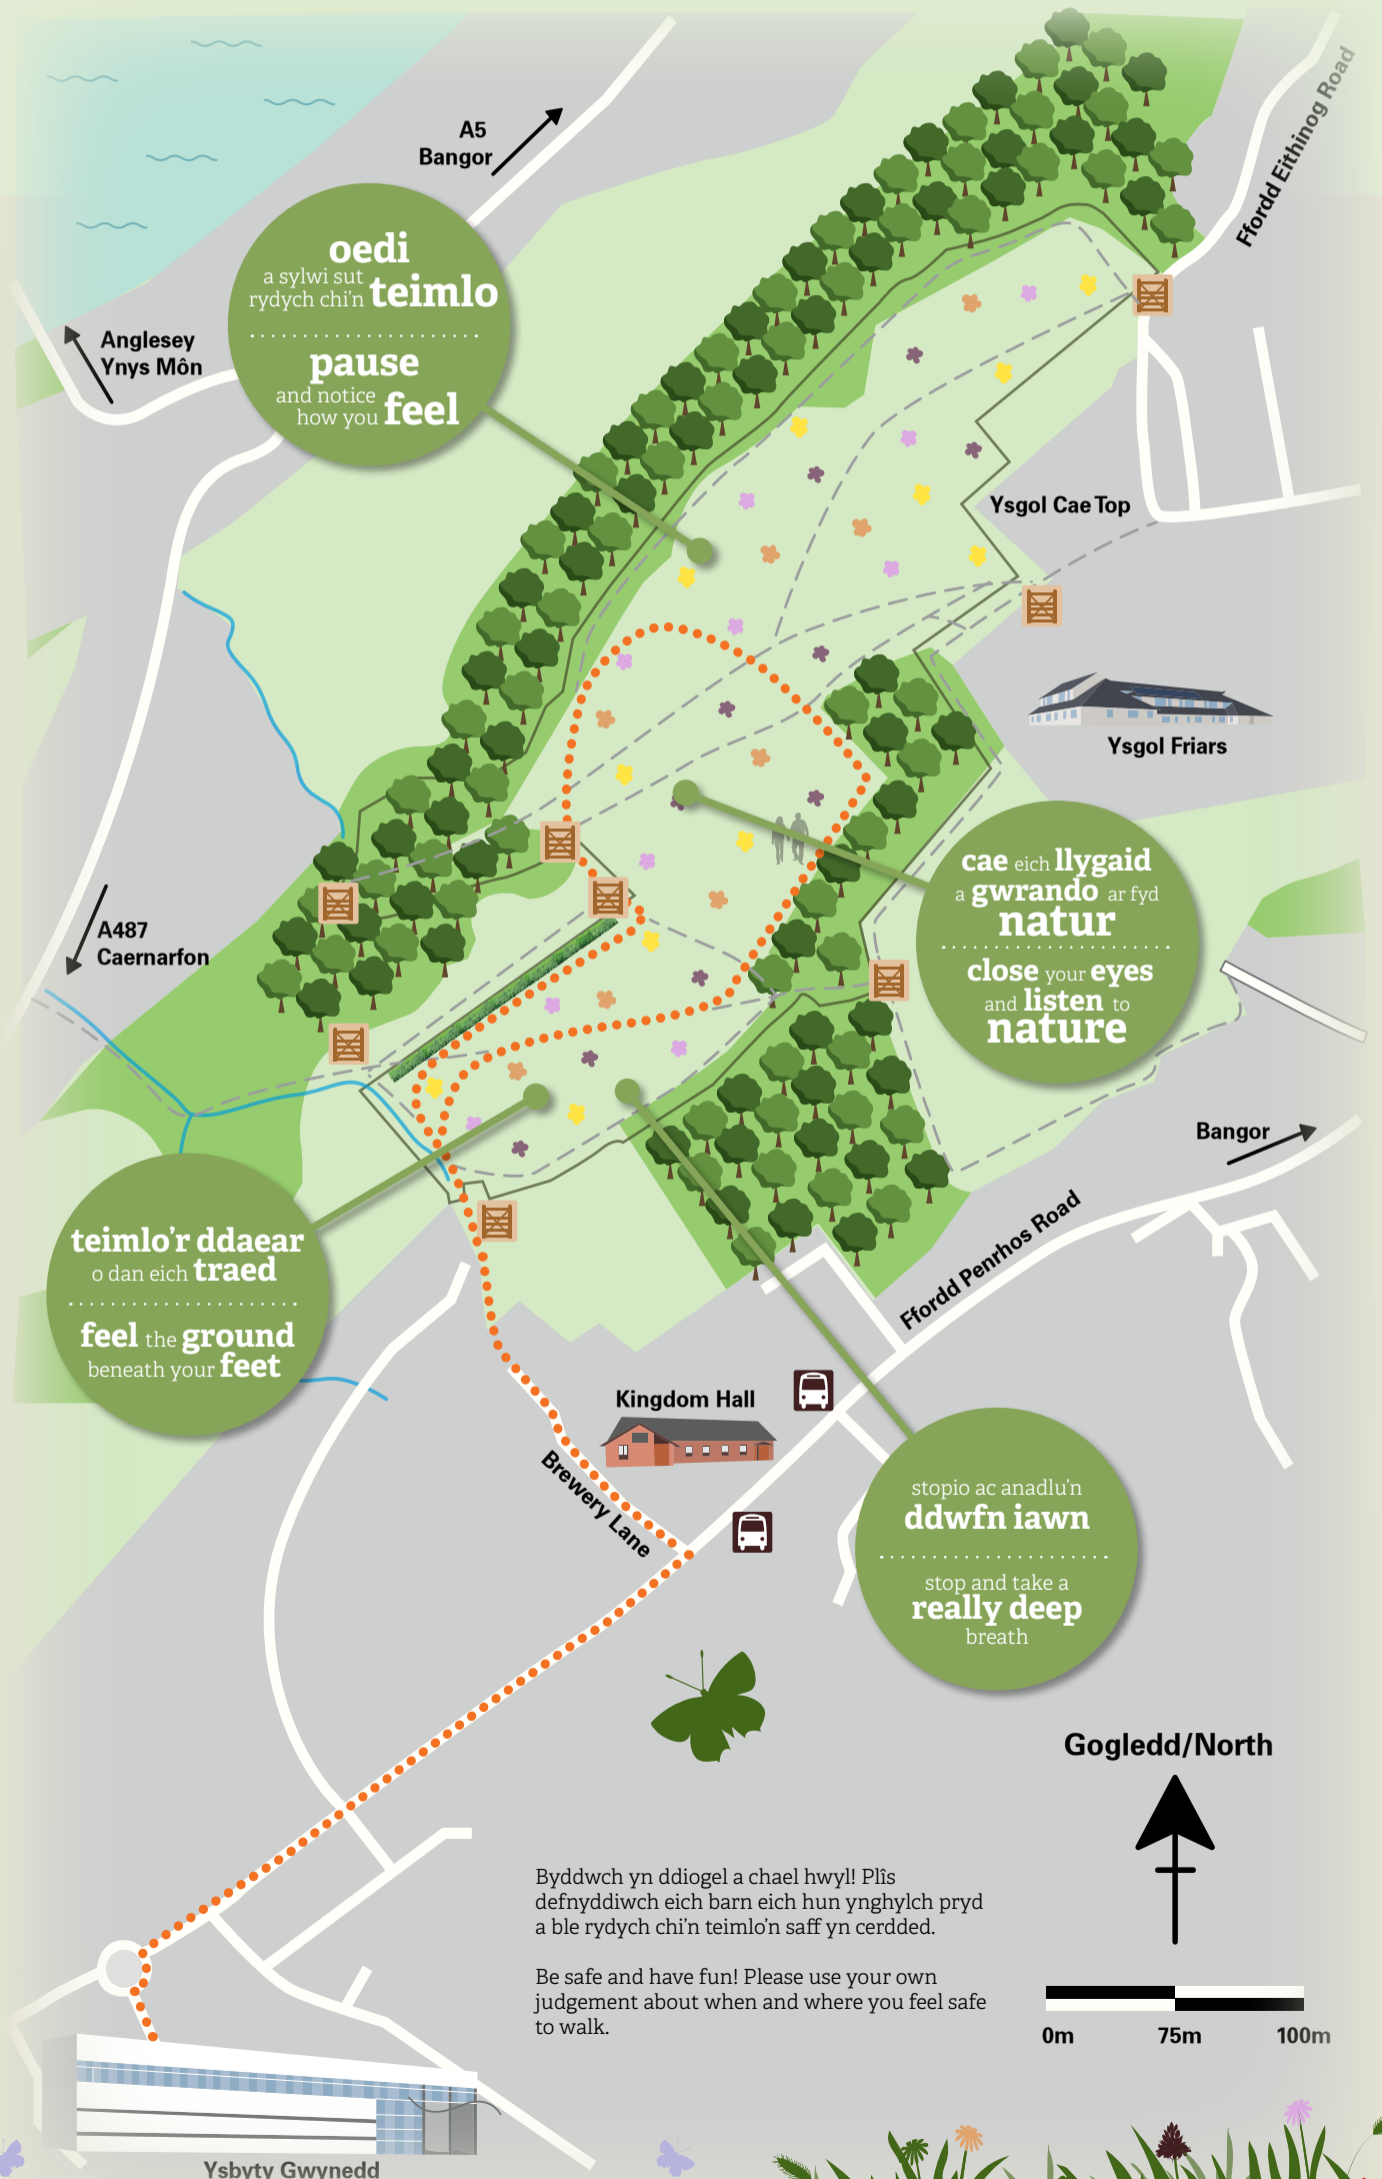 A5
Bangor
Ffordd Eithinog Road
oedi
a sylwi sut
rydych chi'n teimlo
pause
and notice
how you feel
Anglesey
Ynys Môn
Ysgol Cae Top
Ysgol Friars
cae eich llygaid
a gwrando ar fyd
natur
close your eyes
and listen to
nature
A487
Caernarfon
Bangor
Ffordd Penrhos Road
teimlo'r ddaear
o dan eich traed
feel the ground
beneath your feet
Kingdom Hall
Brewery Lane
stopio ac anadlu'n
ddwfn iawn
stop and take a
really deep
breath
Gogledd/North
Byddwch yn ddiogel a chael hwyl! Plîs
defnyddiwch eich barn eich hun ynghylch pryd
a ble rydych chi'n teimlo'n saff yn cerdded.
Be safe and have fun! Please use your own
judgement about when and where you feel safe
to walk.
0m 75m 100m
Ysbyty Gwynedd